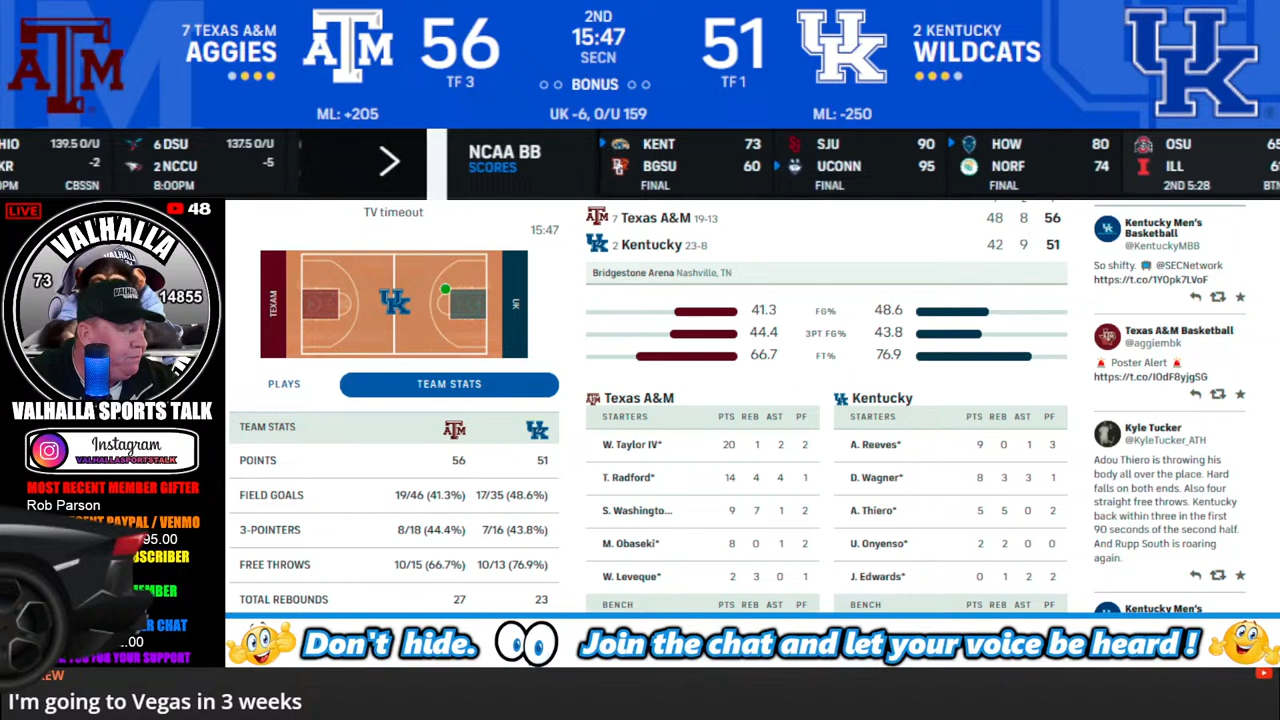 7 TEXAS A&M
AGGIES
56
TF 3
ML: +205
2ND
15:47
SECN
BONUS
UK -6, O/U 159
51
TF 1
ML: -250
2 KENTUCKY
WILDCATS
139.5 O/U
-2
CBSSN
6 DSU
2 NCCU
8:00PM
137.5 O/U
-5
NCAA BB
SCORES
KENT 73
BGSU 60
FINAL
SJU 90
UCONN 95
FINAL
HOW 80
NORF 74
FINAL
OSU
ILL
2ND 5:28
LIVE
48
VALHALLA
73
14855
VALHALLA SPORTS TALK
Instagram
VALHALLASPORTSTALK
MOST RECENT MEMBER GIFTER
Rob Parson
PAYPAL / VENMO
95.00
CHAT
.00
FOR YOUR SUPPORT
TV timeout
15:47
TEXAM
UK
UK
PLAYS
TEAM STATS
TEAM STATS
POINTS 56 51
FIELD GOALS 19/46 (41.3%) 17/35 (48.6%)
3-POINTERS 8/18 (44.4%) 7/16 (43.8%)
FREE THROWS 10/15 (66.7%) 10/13 (76.9%)
TOTAL REBOUNDS 27 23
7 Texas A&M 19-13 48 8 56
2 Kentucky 23-8 42 9 51
Bridgestone Arena Nashville, TN
41.3 FG% 48.6
44.4 3PT FG% 43.8
66.7 FT% 76.9
Texas A&M
STARTERS PTS REB AST PF
W. Taylor IV* 20 1 2 2
T. Radford* 14 4 4 1
S. Washingto... 9 7 1 2
M. Obaseki* 8 0 1 2
W. Leveque* 2 3 0 1
BENCH PTS REB AST PF
Kentucky
STARTERS PTS REB AST PF
A. Reeves* 9 0 1 3
D. Wagner* 8 3 3 1
A. Thiero* 5 5 0 2
U. Onyenso* 2 2 0 0
J. Edwards* 0 1 2 2
BENCH PTS REB AST PF
Kentucky Men's
Basketball
@KentuckyMBB
So shifty. @SECNetwork
https://t.co/1YOpk7LVoF
Texas A&M Basketball
@aggiembk
Poster Alert
https://t.co/IOdF8yjgSG
Kyle Tucker
@KyleTucker_ATH
Adou Thiero is throwing his
body all over the place. Hard
falls on both ends. Also four
straight free throws. Kentucky
back within three in the first
90 seconds of the second half.
And Rupp South is roaring
again.
Kentucky Men's
Don't hide. Join the chat and let your voice be heard !
I'm going to Vegas in 3 weeks